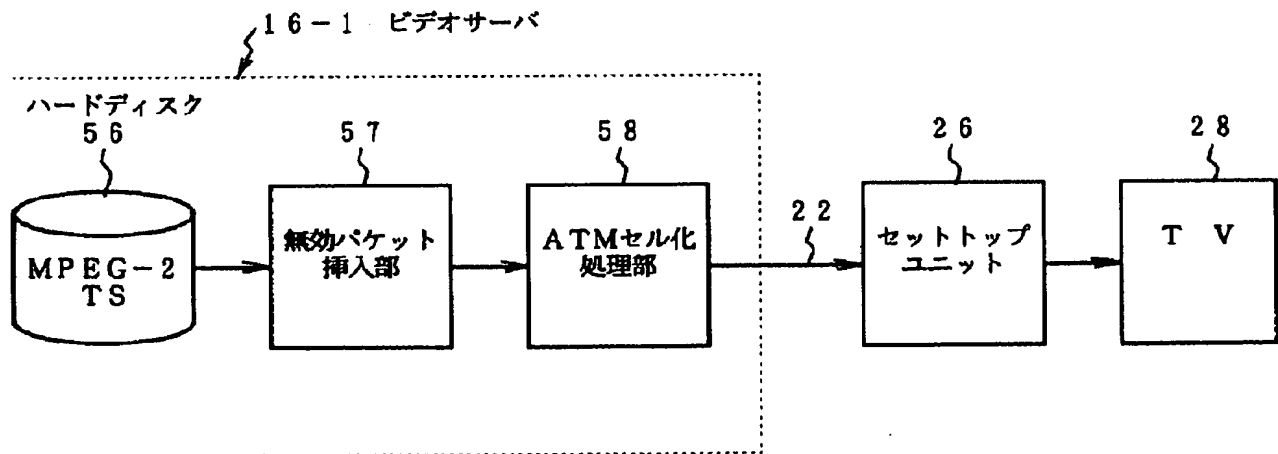 16-1 ビデオサーバ
ハードディスク
56
57
58
26
28
MPEG-2
TS
無効パケット
挿入部
ATMセル化
処理部
22
セットトップ
ユニット
TV